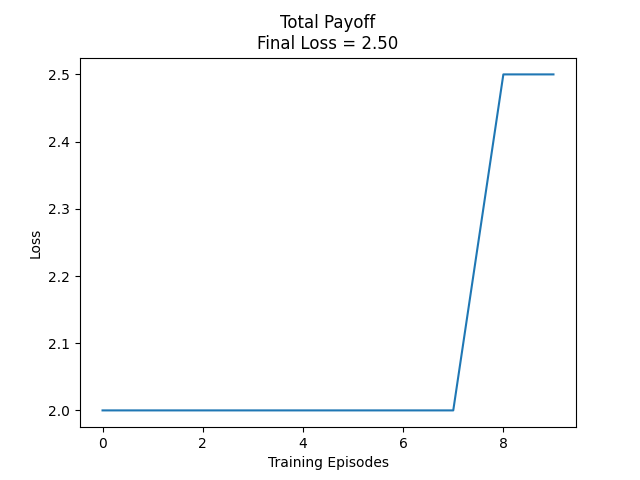 Total Payoff
Final Loss = 2.50
2.5
2.4
2.3
2.2
2.1
2.0
Loss
0 2 4 6 8
Training Episodes